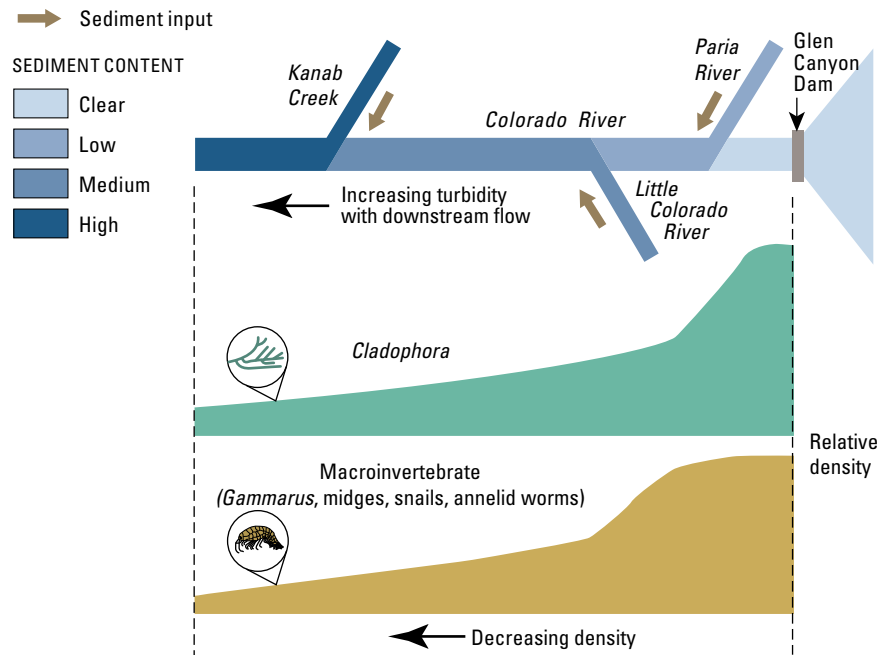 Sediment input
SEDIMENT CONTENT
Clear
Low
Medium
High
Kanab
Creek
Colorado River
Paria
River
Glen
Canyon
Dam
Increasing turbidity
with downstream flow
Little
Colorado
River
Cladophora
Relative
density
Macroinvertebrate
(Gammarus, midges, snails, annelid worms)
Decreasing density